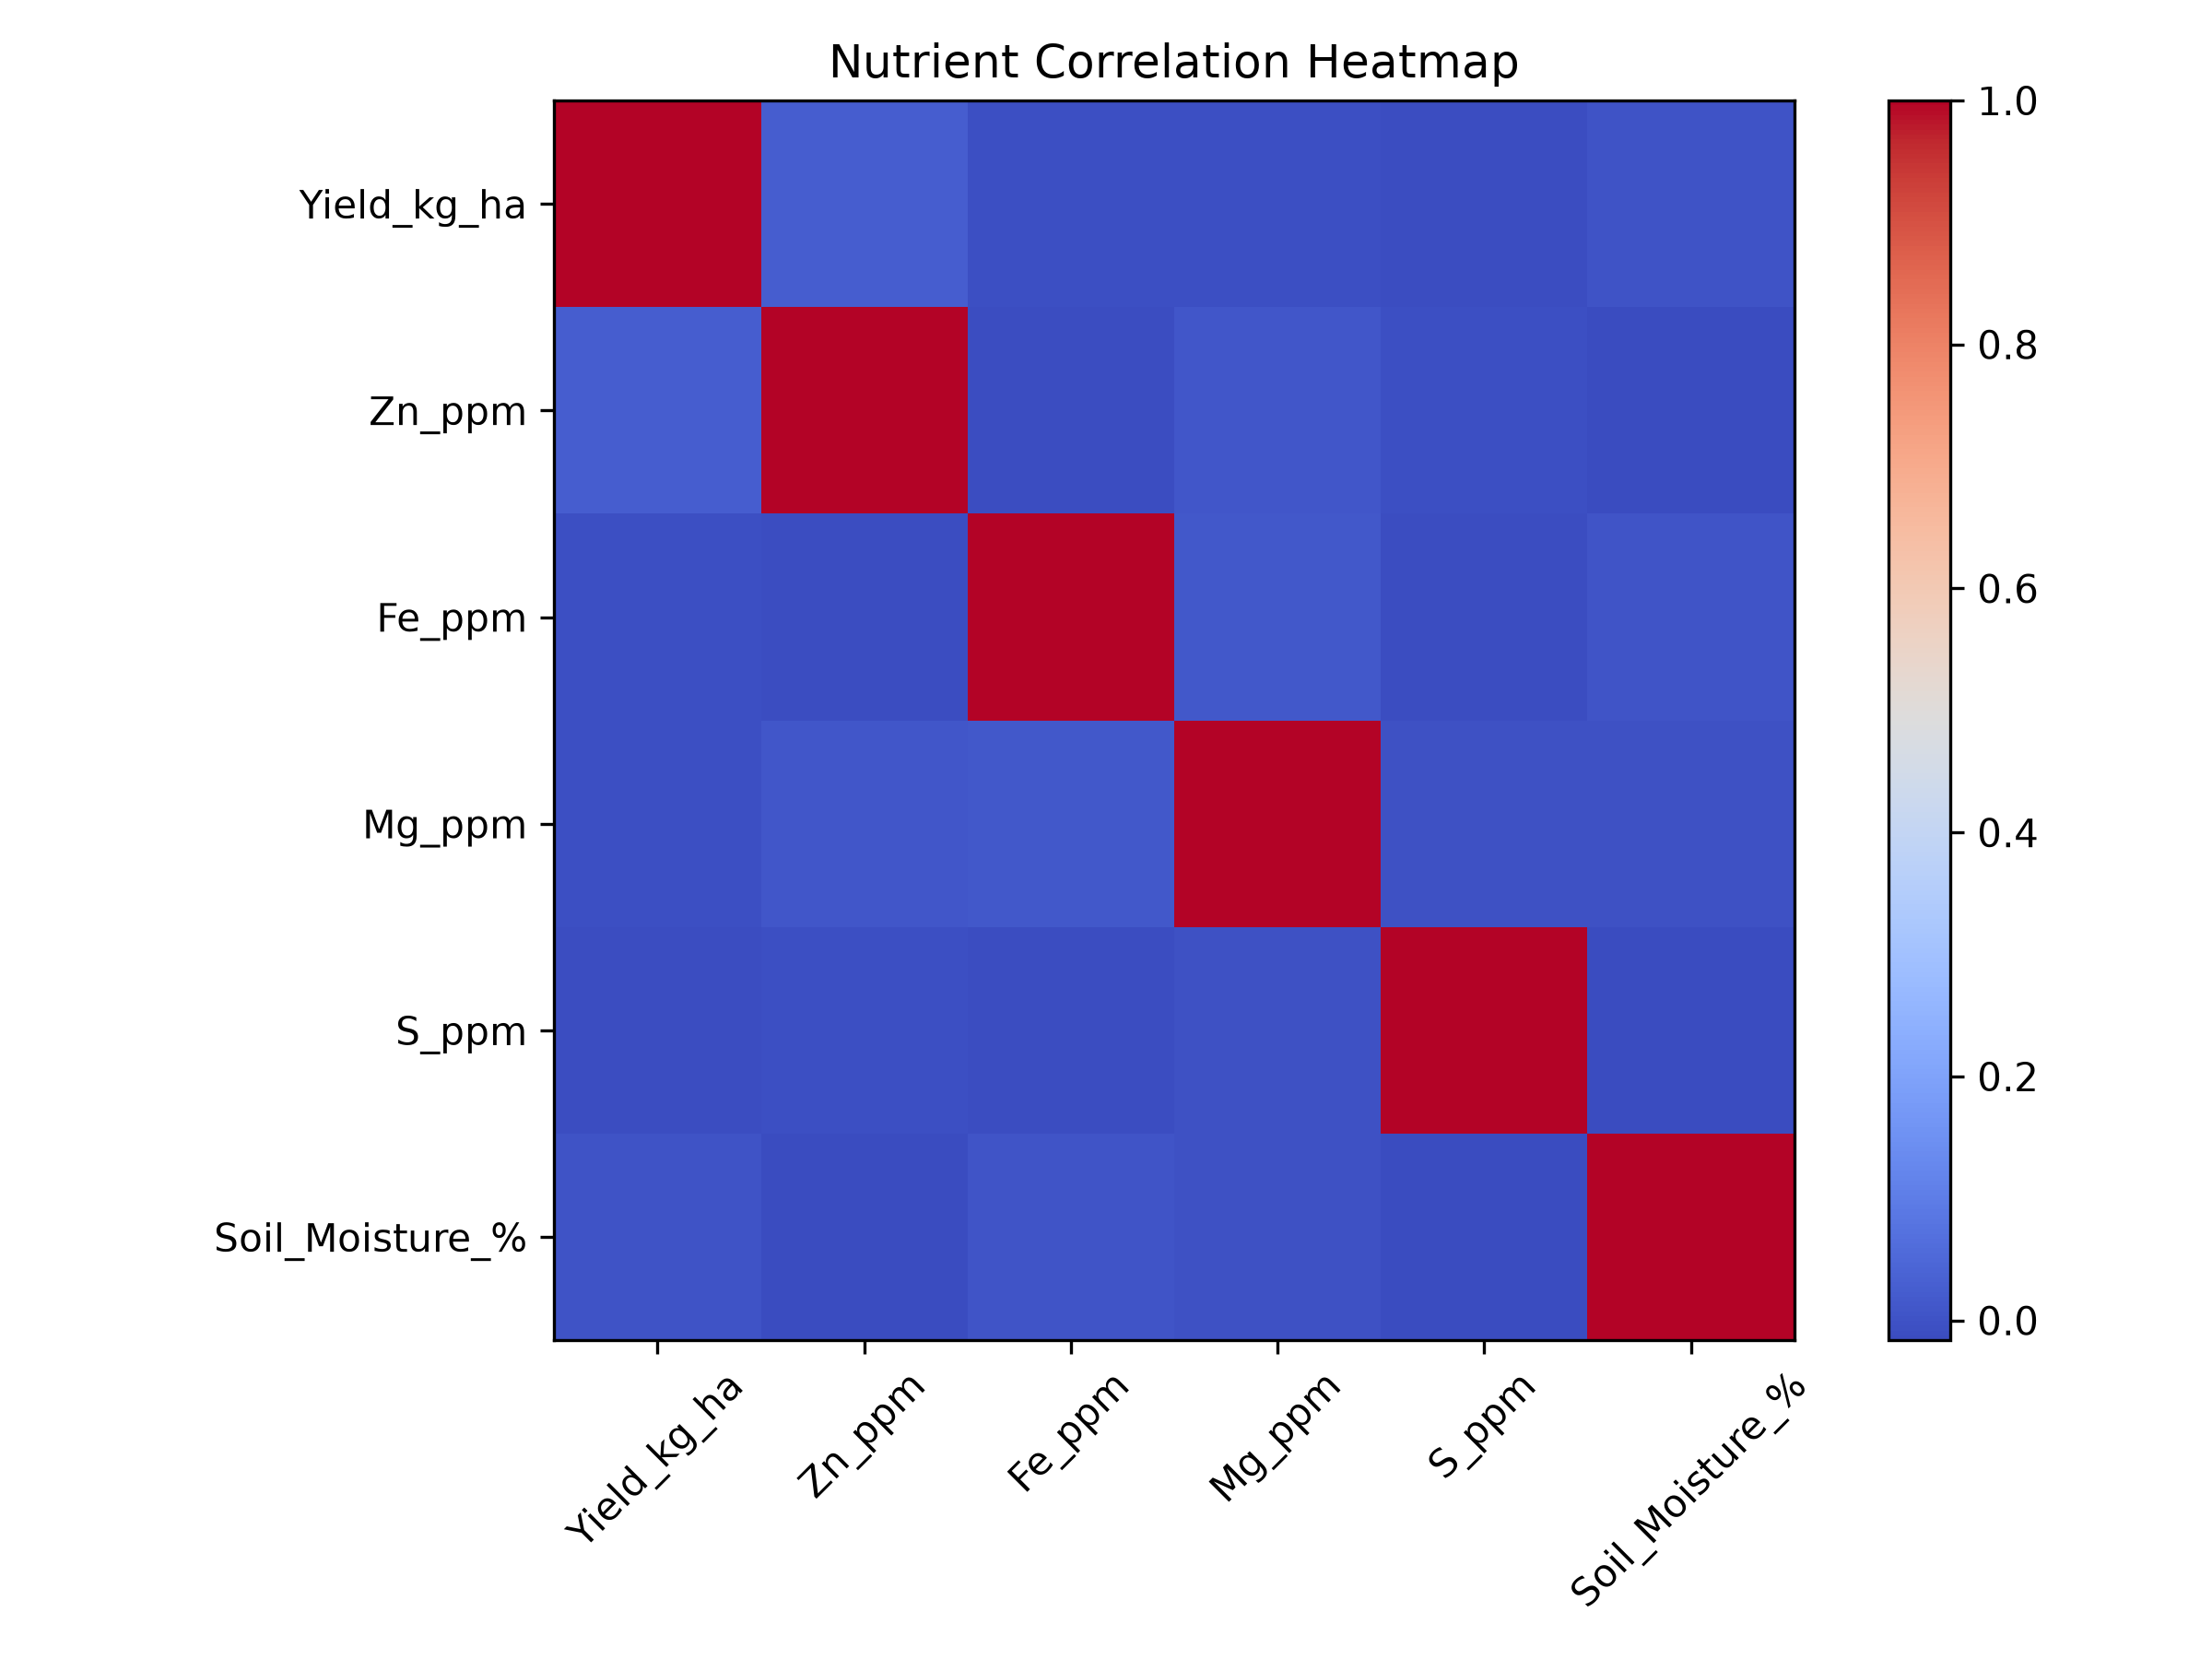 Nutrient Correlation Heatmap
Yield_kg_ha
Zn_ppm
Fe_ppm
Mg_ppm
S_ppm
Soil_Moisture_%
Yield_kg_ha
Zn_ppm
Fe_ppm
Mg_ppm
S_ppm
Soil_Moisture_%
1.0
0.8
0.6
0.4
0.2
0.0